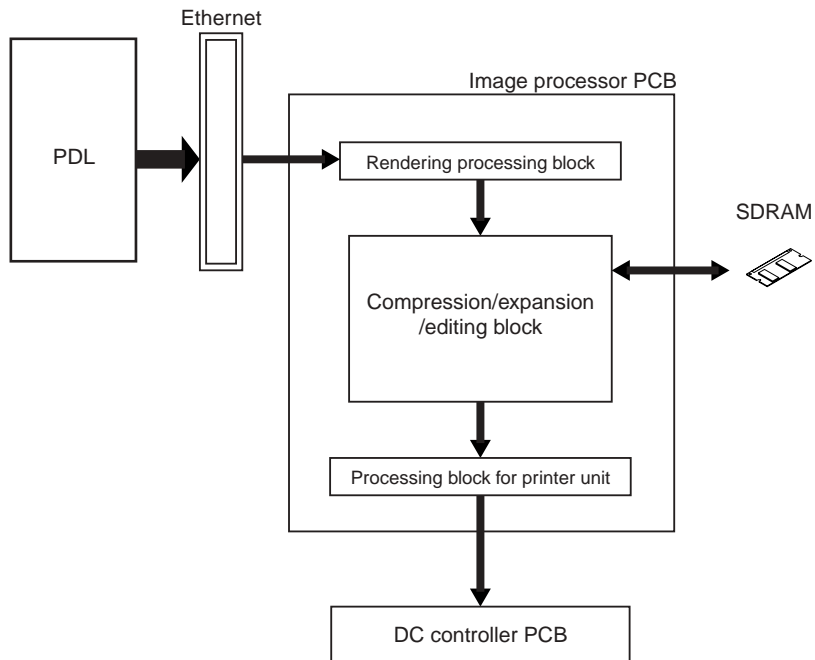 Ethernet
Image processor PCB
PDL
Rendering processing block
SDRAM
Compression/expansion
/editing block
Processing block for printer unit
DC controller PCB